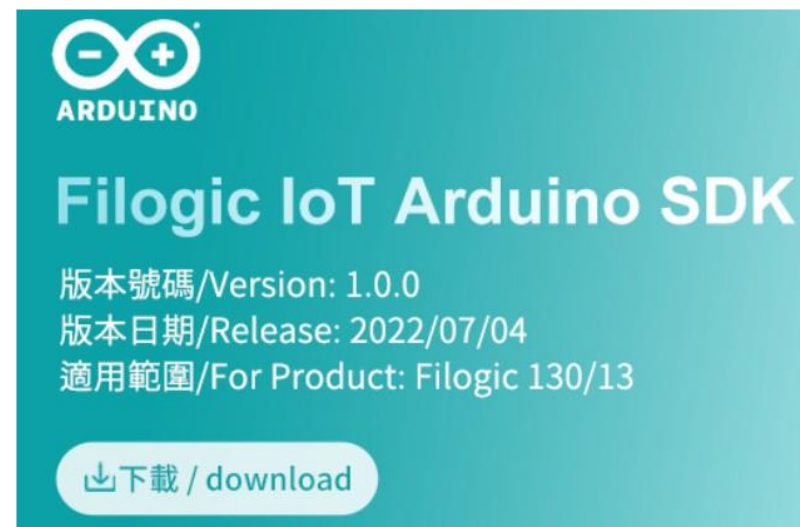 ARDUINO
Filogic IoT Arduino SDK
版本號碼/Version: 1.0.0
版本日期/Release: 2022/07/04
適用範圍/For Product: Filogic 130/13
下載 / download